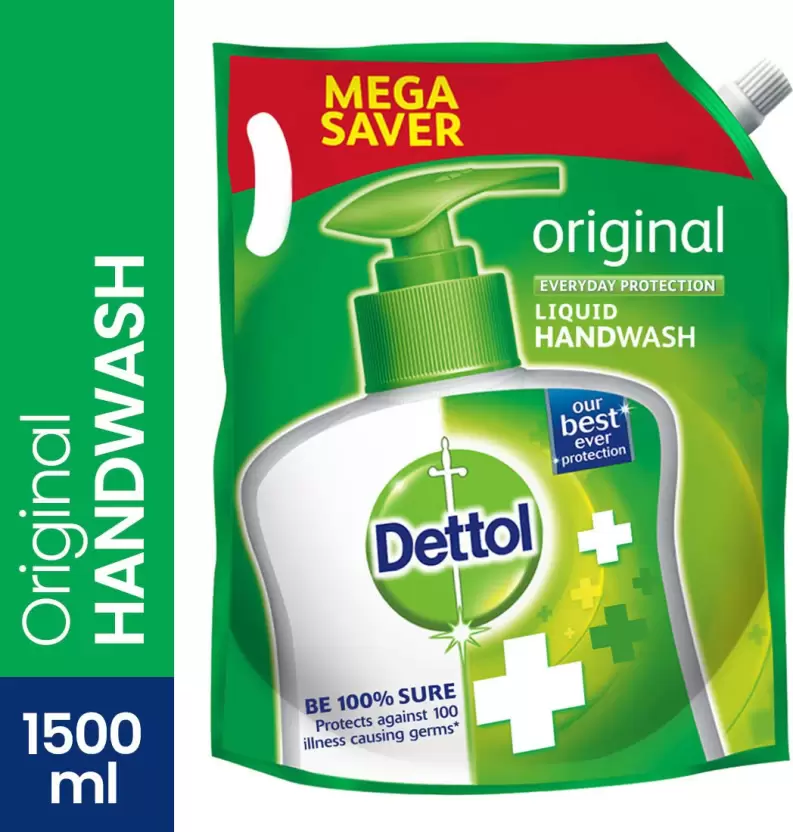 Original
HANDWASH
1500
ml
MEGA
SAVER
original
EVERYDAY PROTECTION
LIQUID
HANDWASH
our
best
ever
protection
Dettol
BE 100% SURE
Protects against 100
illness causing germs*